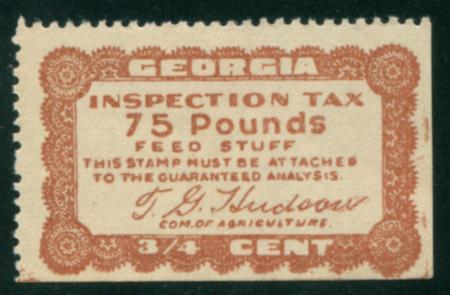 GEORGIA
INSPECTION TAX
75 Pounds
FEED STUFF
THIS STAMP MUST BE ATTACHED
TO THE GUARANTEED ANALYSIS.
T. G. Hudson
COM. OF AGRICULTURE.
3/4 CENT